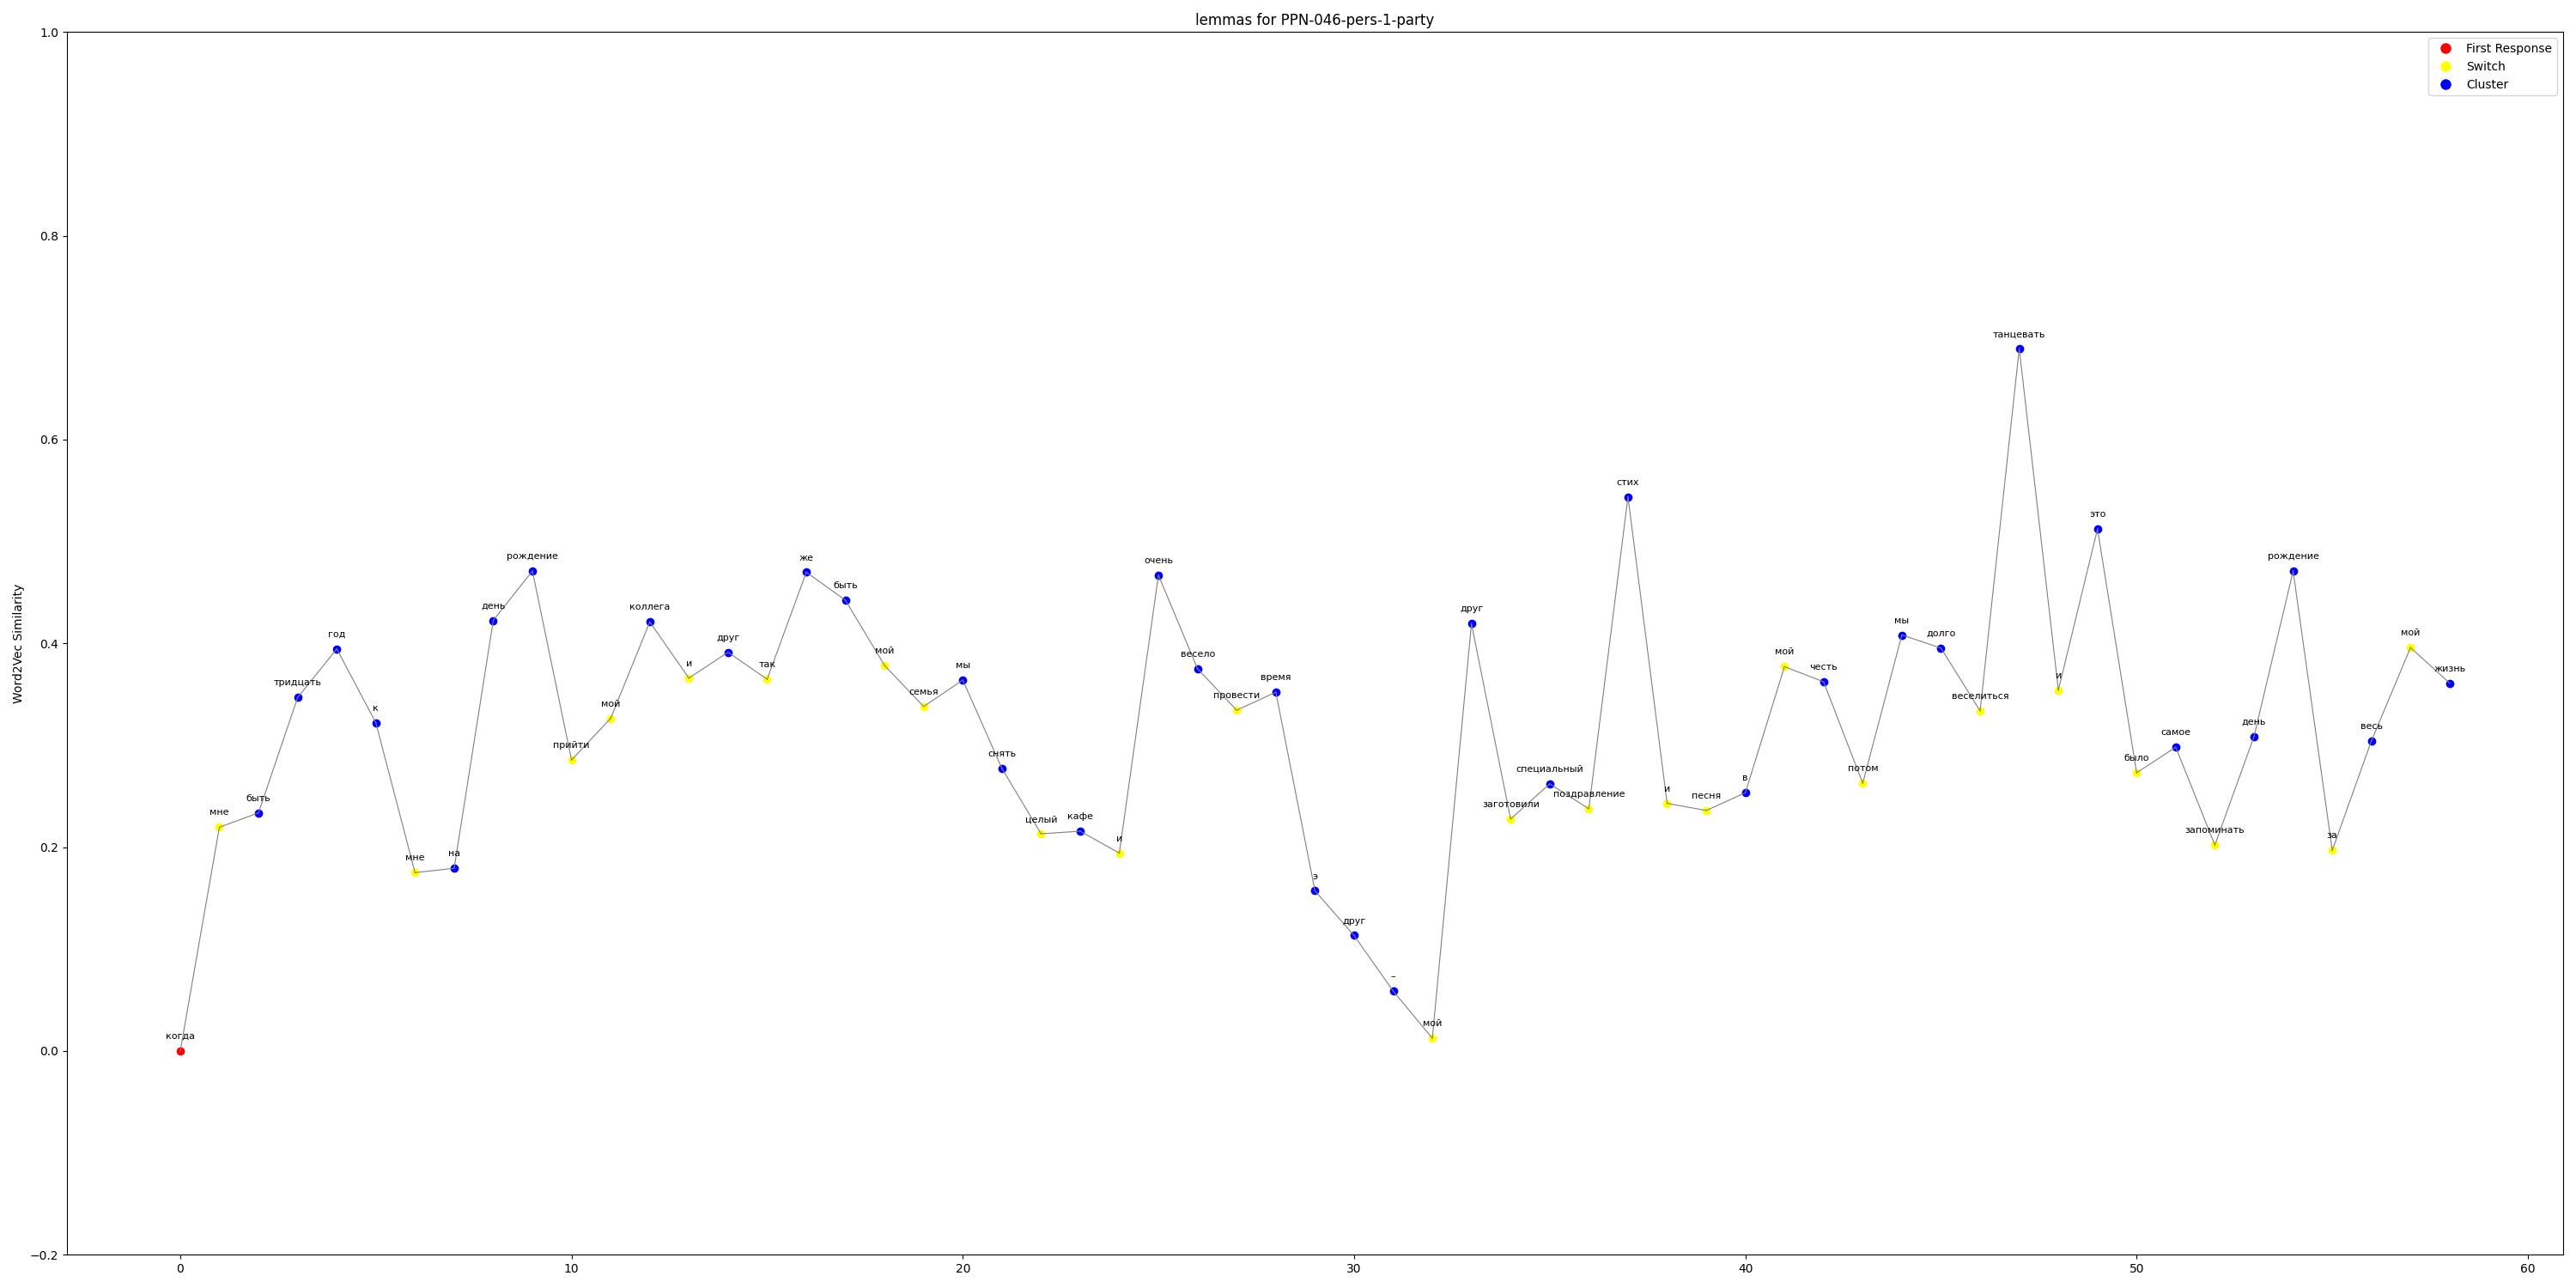 lemmas for PPN-046-pers-1-party
1.0
0.8
0.6
0.4
0.2
0.0
−0.2
Word2Vec Similarity
First Response
Switch
Cluster
когда
мне
быть
тридцать
год
к
мне
на
день
рождение
прийти
мой
коллега
и
друг
так
же
быть
мой
семья
мы
снять
целый
кафе
и
очень
весело
провести
время
э
друг
–
мой
друг
заготовили
специальный
поздравление
стих
и
песня
в
мой
честь
потом
мы
долго
веселиться
танцевать
и
это
было
самое
запоминать
день
рождение
за
весь
мой
жизнь
0 10 20 30 40 50 60